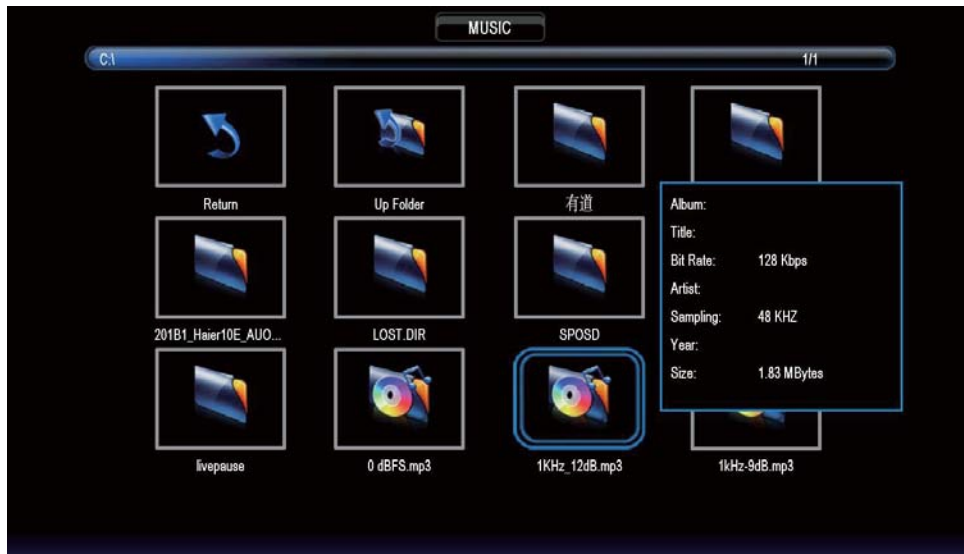 MUSIC
C:\ 1/1
Return Up Folder 有道
201B1_Haier10E_AUO... LOST.DIR SPOSD
livepause 0 dBFS.mp3 1KHz_12dB.mp3 1kHz-9dB.mp3
Album:
Title:
Bit Rate: 128 Kbps
Artist:
Sampling: 48 KHZ
Year:
Size: 1.83 MBytes